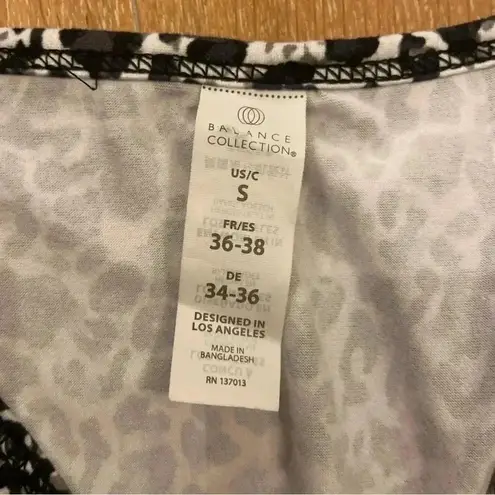 BALANCE
COLLECTION®
US/C
S
FR/ES
36-38
DE
34-36
DESIGNED IN
LOS ANGELES
MADE IN
BANGLADESH
RN 137013